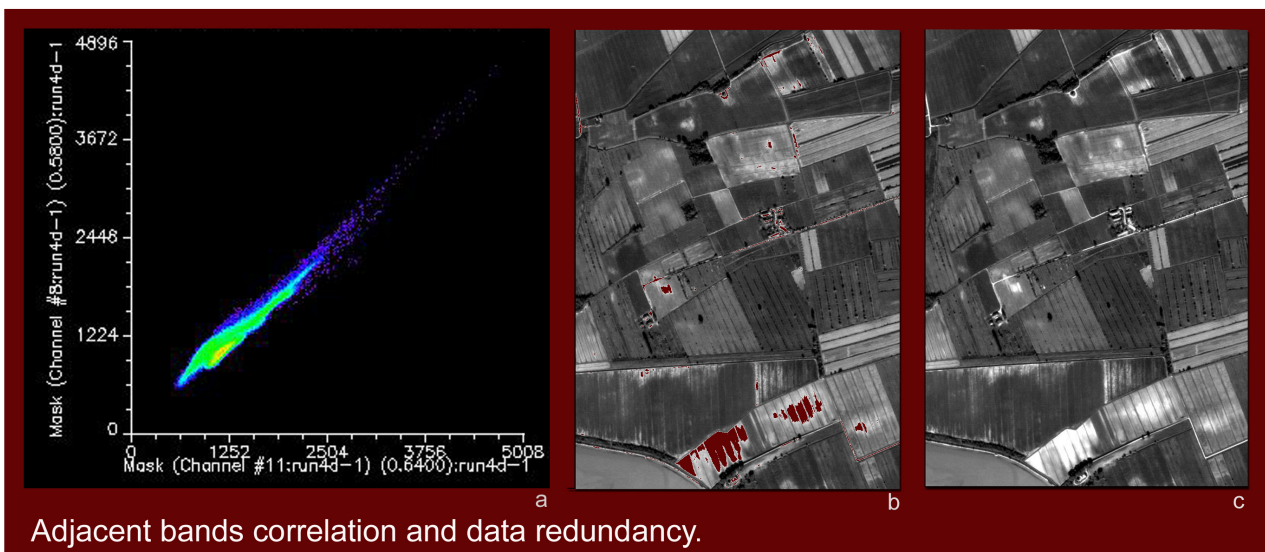 4896
3672
2448
1224
0
Mask (Channel #8:run4d-1) (0.5800):run4d-1
0 1252 2504 3756 5008
Mask (Channel #11:run4d-1) (0.6400):run4d-1
a
b
c
Adjacent bands correlation and data redundancy.